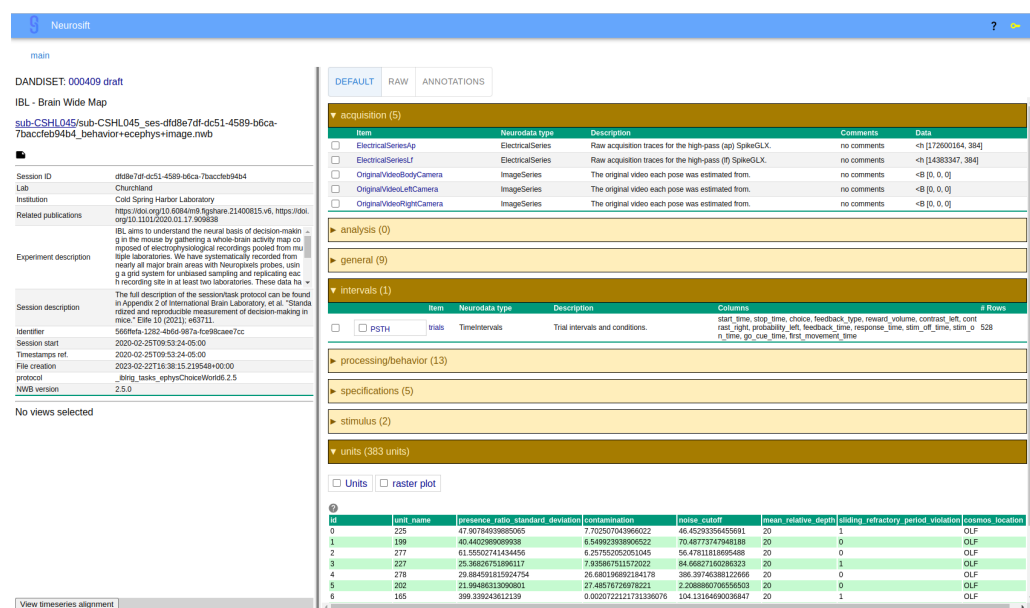 Neurosift
?
main
DANDISET: 000409 draft
IBL - Brain Wide Map
sub-CSHL045/sub-CSHL045_ses-dfd8e7df-dc51-4589-b6ca-
7baccfeb94b4_behavior+ecephys+image.nwb
Session ID dfd8e7df-dc51-4589-b6ca-7baccfeb94b4
Lab Churchland
Institution Cold Spring Harbor Laboratory
Related publications https://doi.org/10.6084/m9.figshare.21400815.v6, https://doi.
org/10.1101/2020.01.17.909838
Experiment description IBL aims to understand the neural basis of decision-makin
g in the mouse by gathering a whole-brain activity map co
mposed of electrophysiological recordings pooled from mu
ltiple laboratories. We have systematically recorded from
nearly all major brain areas with Neuropixels probes, usin
g a grid system for unbiased sampling and replicating eac
h recording site in at least two laboratories. These data ha
Session description The full description of the session/task protocol can be found
in Appendix 2 of International Brain Laboratory, et al. "Standa
rdized and reproducible measurement of decision-making in
mice." Elife 10 (2021); e63711.
Identifier 566ffefa-1282-4b6d-987a-fce98caee7cc
Session start 2020-02-25T09:53:24-05:00
Timestamps ref. 2020-02-25T09:53:24-05:00
File creation 2023-02-22T16:38:15.219548+00:00
protocol _iblrig_tasks_ephysChoiceWorld6.2.5
NWB version 2.5.0
No views selected
View timeseries alignment
DEFAULT RAW ANNOTATIONS
▼ acquisition (5)
Item Neurodata type Description Comments Data
ElectricalSeriesAp ElectricalSeries Raw acquisition traces for the high-pass (ap) SpikeGLX. no comments <h [172600164, 384]
ElectricalSeriesLf ElectricalSeries Raw acquisition traces for the high-pass (lf) SpikeGLX. no comments <h [14383347, 384]
OriginalVideoBodyCamera ImageSeries The original video each pose was estimated from. no comments <B [0, 0, 0]
OriginalVideoLeftCamera ImageSeries The original video each pose was estimated from. no comments <B [0, 0, 0]
OriginalVideoRightCamera ImageSeries The original video each pose was estimated from. no comments <B [0, 0, 0]
► analysis (0)
► general (9)
▼ intervals (1)
Item Neurodata type Description Columns # Rows
PSTH trials TimeIntervals Trial intervals and conditions. start_time, stop_time, choice, feedback_type, reward_volume, contrast_left, cont
rast_right, probability_left, feedback_time, response_time, stim_off_time, stim_o 528
n_time, go_cue_time, first_movement_time
► processing/behavior (13)
► specifications (5)
► stimulus (2)
▼ units (383 units)
Units raster plot
?
id unit_name presence_ratio_standard_deviation contamination noise_cutoff mean_relative_depth sliding_refractory_period_violation cosmos_location
0 225 47.90784939885065 7.702507043966022 46.45293356455691 20 1 OLF
1 199 40.4402989089938 6.549923938906522 70.48773747948188 20 0 OLF
2 277 61.55502741434456 6.257552052051045 56.47811818695488 20 0 OLF
3 227 25.36826751896117 7.935867511572022 84.66827160286323 20 1 OLF
4 278 29.884591815924754 26.680196892184178 386.39746388122666 20 0 OLF
5 202 21.99486313090801 27.48576726978221 2.2088860706556503 20 0 OLF
6 165 399.339243612139 0.0020722121731336076 104.13164690036847 20 1 OLF